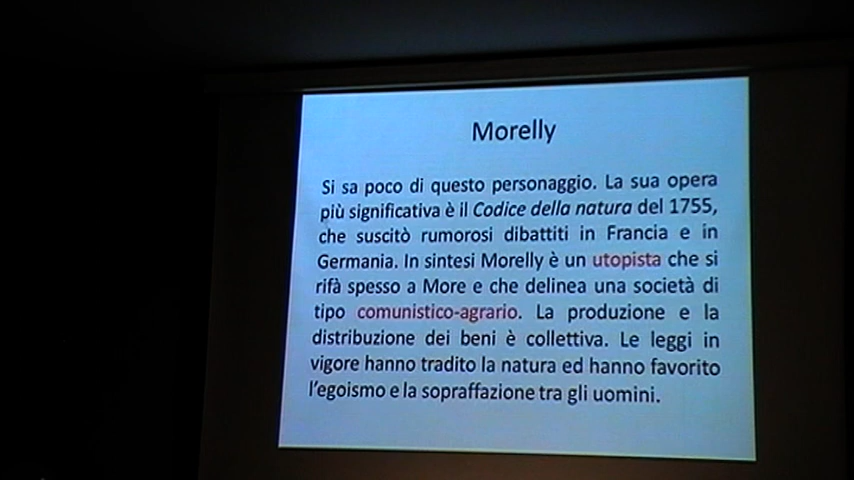 Morelly
Si sa poco di questo personaggio. La sua opera
più significativa è il Codice della natura del 1755,
che suscitò rumorosi dibattiti in Francia e in
Germania. In sintesi Morelly è un utopista che si
rifà spesso a More e che delinea una società di
tipo comunistico-agrario. La produzione e la
distribuzione dei beni è collettiva. Le leggi in
vigore hanno tradito la natura ed hanno favorito
l'egoismo e la sopraffazione tra gli uomini.